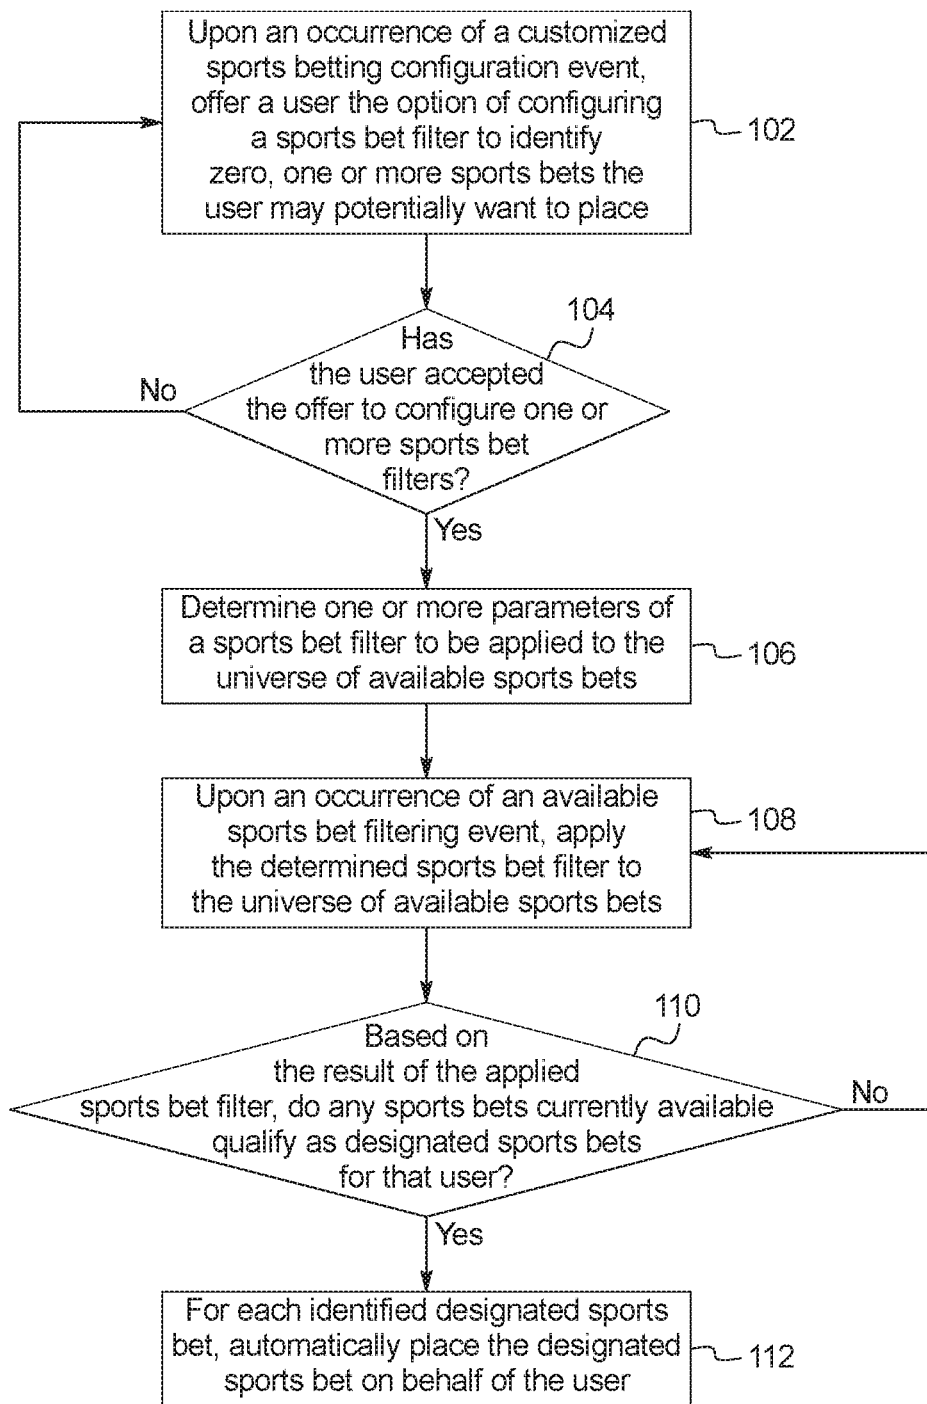 Upon an occurrence of a customized
sports betting configuration event,
offer a user the option of configuring
a sports bet filter to identify
zero, one or more sports bets the
user may potentially want to place
102
104
Has
the user accepted
the offer to configure one or
more sports bet
filters?
No
Yes
Determine one or more parameters of
a sports bet filter to be applied to the
universe of available sports bets
106
Upon an occurrence of an available
sports bet filtering event, apply
the determined sports bet filter to
the universe of available sports bets
108
110
Based on
the result of the applied
sports bet filter, do any sports bets currently available
qualify as designated sports bets
for that user?
No
Yes
For each identified designated sports
bet, automatically place the designated
sports bet on behalf of the user
112